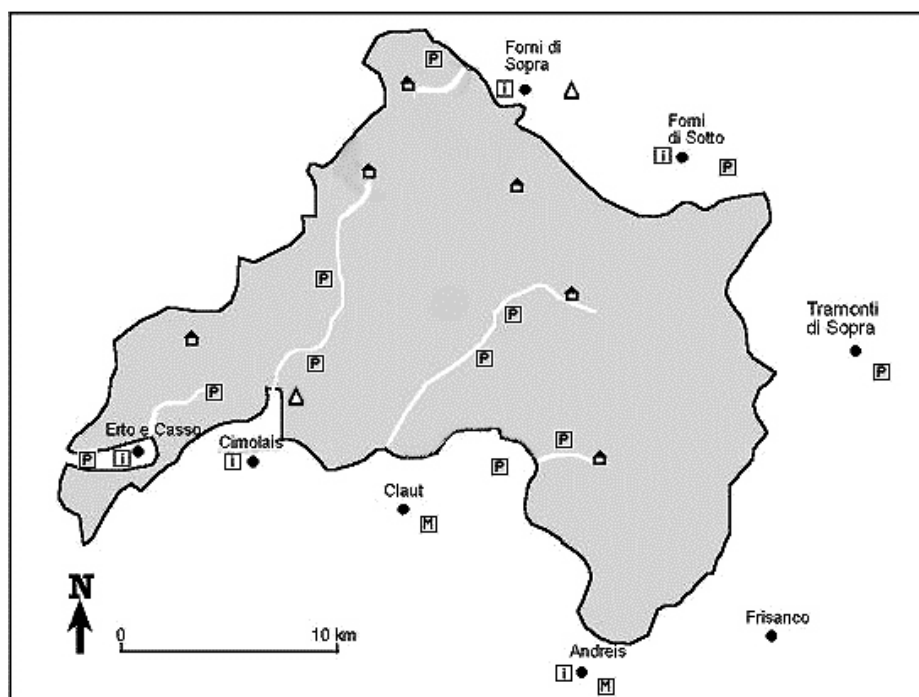 P
Forni di
Sopra
i
Forni
di Sotto
i
P
P
Tramonti
di Sopra
P
P
P
P
P
Erto e Casso
P
i
Cimolais
i
P
P
Claut
M
N
0
10 km
Frisanco
Andreis
i
M